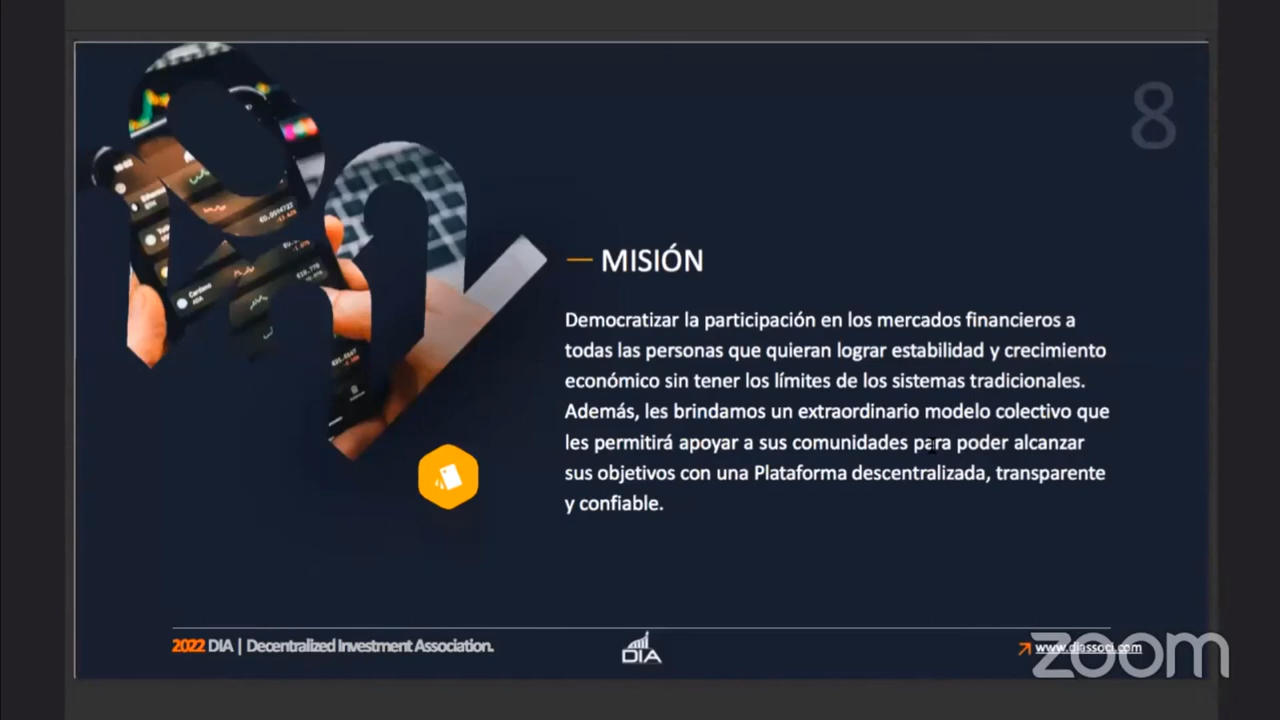 8
MISIÓN
Democratizar la participación en los mercados financieros a
todas las personas que quieran lograr estabilidad y crecimiento
económico sin tener los límites de los sistemas tradicionales.
Además, les brindamos un extraordinario modelo colectivo que
les permitirá apoyar a sus comunidades para poder alcanzar
sus objetivos con una Plataforma descentralizada, transparente
y confiable.
2022 DIA | Decentralized Investment Association.
DIA
www.diassoci.com
zoom